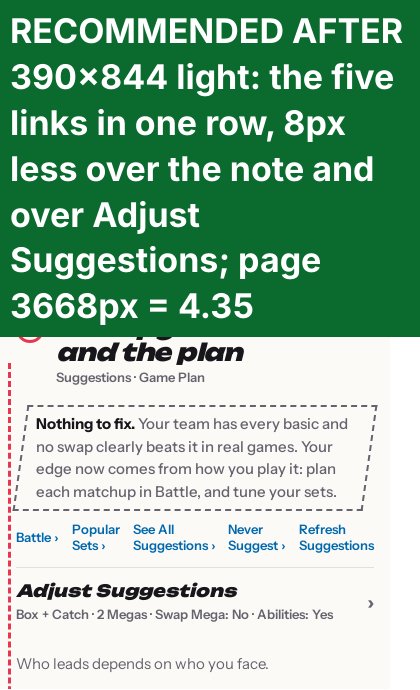 RECOMMENDED AFTER
390×844 light: the five
links in one row, 8px
less over the note and
over Adjust
Suggestions; page
3668px = 4.35
and the plan
Suggestions · Game Plan
Nothing to fix. Your team has every basic and
no swap clearly beats it in real games. Your
edge now comes from how you play it: plan
each matchup in Battle, and tune your sets.
Battle › Popular Sets › See All Suggestions › Never Suggest › Refresh Suggestions
Adjust Suggestions
Box + Catch · 2 Megas · Swap Mega: No · Abilities: Yes ›
Who leads depends on who you face.